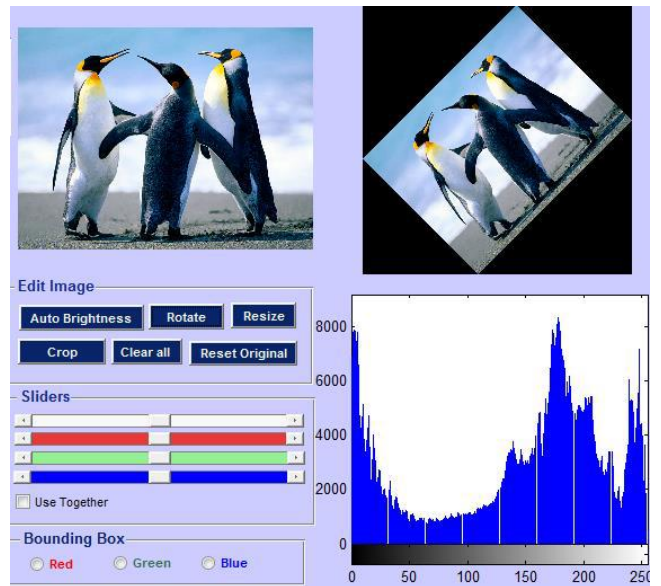 Edit Image
Auto Brightness Rotate Resize
Crop Clear all Reset Original
Sliders
Use Together
Bounding Box
Red Green Blue
8000
6000
4000
2000
0
0 50 100 150 200 250